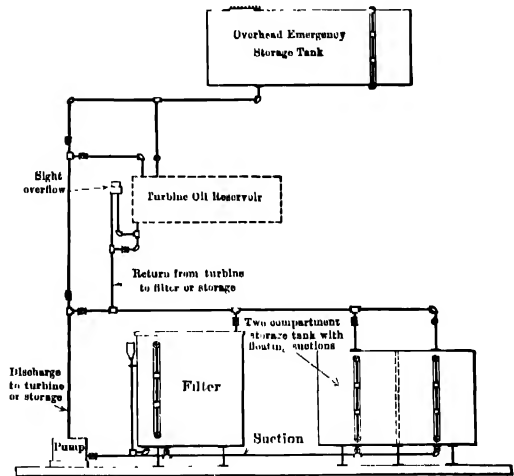 Overhead Emergency
Storage Tank
Sight
overflow
Turbine Oil Reservoir
Return from turbine
to filter or storage
Two compartment
storage tank with
floating suctions
Discharge
to turbine
or storage
Filter
Pump
Suction